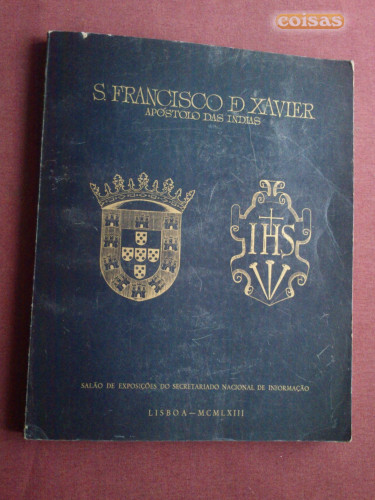 coisas
S. FRANCISCO D XAVIER
APÓSTOLO DAS INDIAS
IHS
SALÃO DE EXPOSIÇÕES DO SECRETARIADO NACIONAL DE INFORMAÇÃO
LISBOA — MCMLXIII